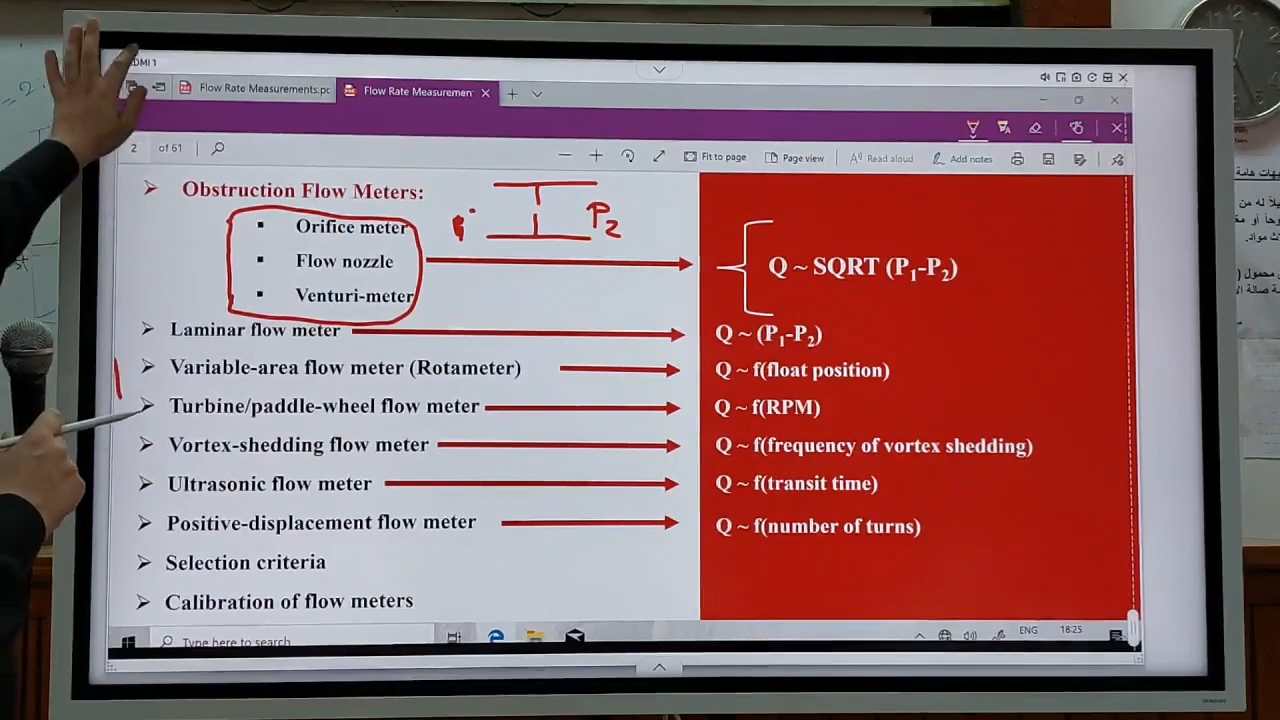 HDMI 1
Flow Rate Measurements.pc
Flow Rate Measuremen
2 of 61
Fit to page
Page view
Read aloud
Add notes
➢ Obstruction Flow Meters:
▪ Orifice meter
▪ Flow nozzle
▪ Venturi-meter
P2
Q ~ SQRT (P1-P2)
➢ Laminar flow meter
Q ~ (P1-P2)
➢ Variable-area flow meter (Rotameter)
Q ~ f(float position)
➢ Turbine/paddle-wheel flow meter
Q ~ f(RPM)
➢ Vortex-shedding flow meter
Q ~ f(frequency of vortex shedding)
➢ Ultrasonic flow meter
Q ~ f(transit time)
➢ Positive-displacement flow meter
Q ~ f(number of turns)
➢ Selection criteria
➢ Calibration of flow meters
Type here to search
ENG
18:25